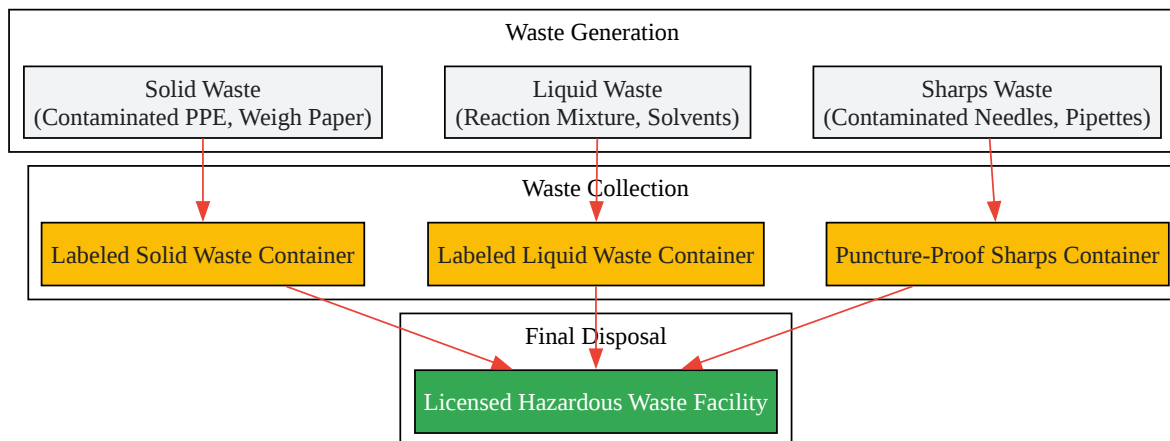 Waste Generation
Solid Waste
(Contaminated PPE, Weigh Paper)
Liquid Waste
(Reaction Mixture, Solvents)
Sharps Waste
(Contaminated Needles, Pipettes)
Waste Collection
Labeled Solid Waste Container
Labeled Liquid Waste Container
Puncture-Proof Sharps Container
Final Disposal
Licensed Hazardous Waste Facility